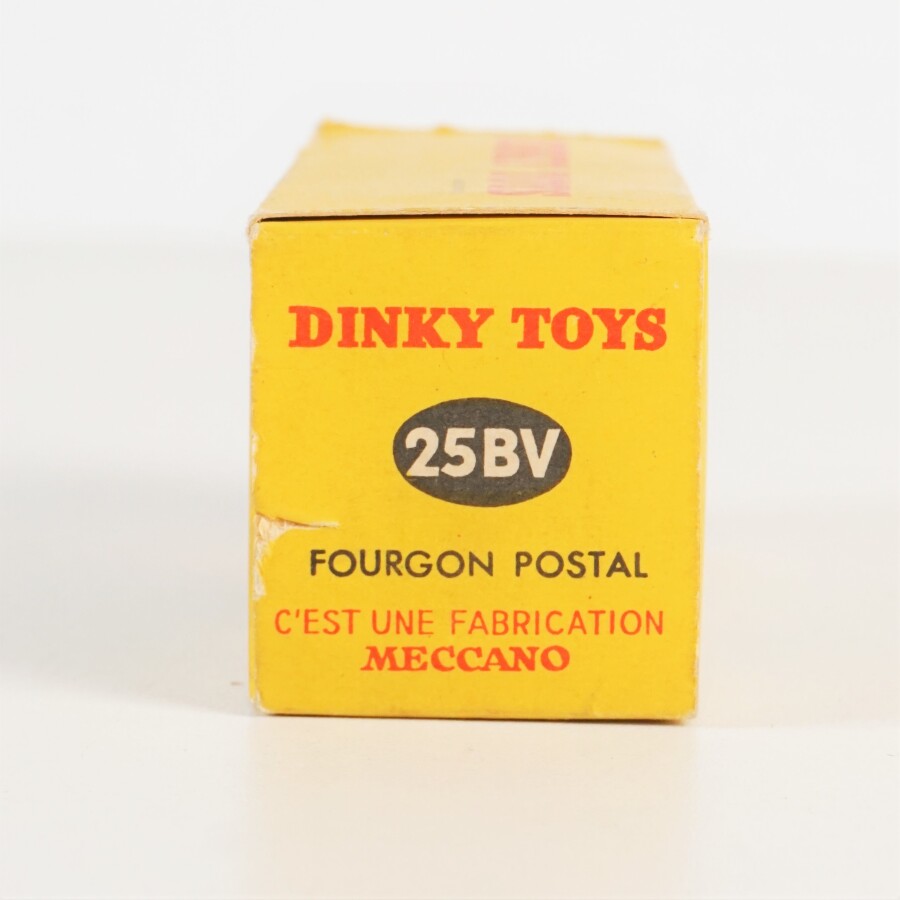 DINKY TOYS
25BV
FOURGON POSTAL
C'EST UNE FABRICATION
MECCANO